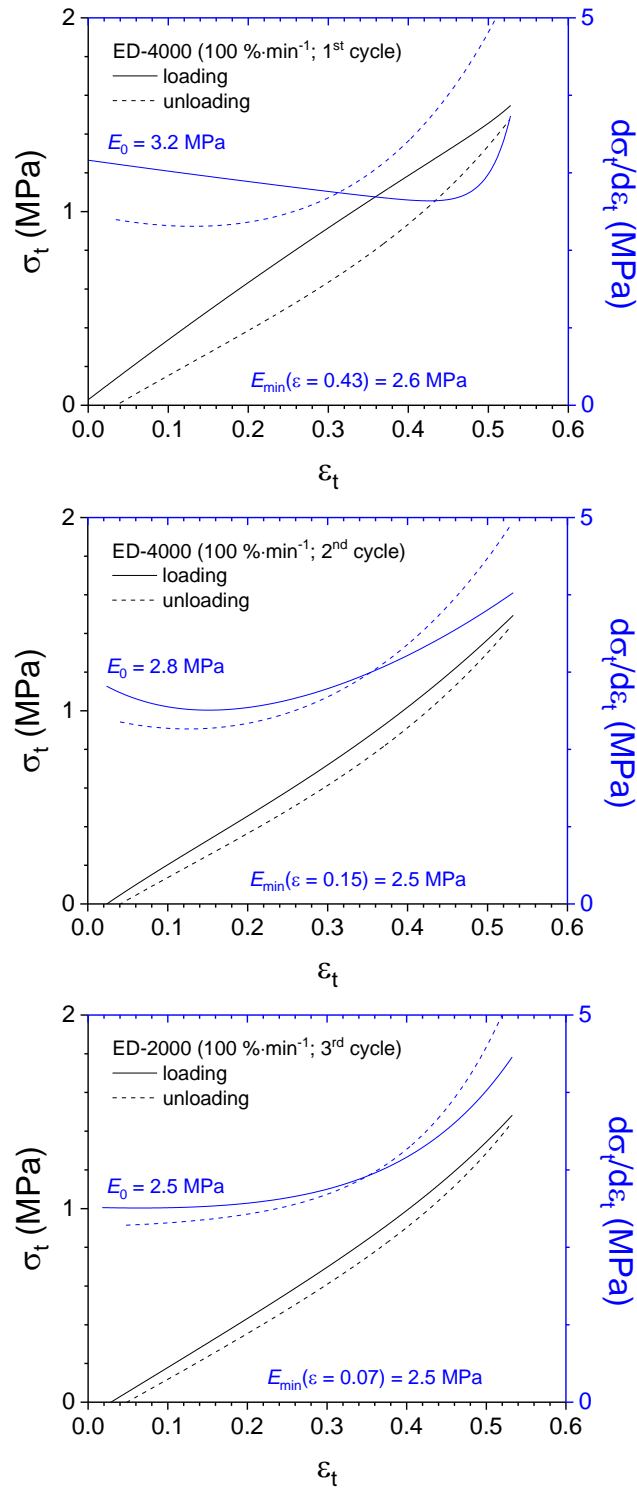 ED-4000 (100 %·min⁻¹; 1ˢᵗ cycle)
loading
unloading
E₀ = 3.2 MPa
Eₘᵢₙ(ε = 0.43) = 2.6 MPa
2
1
0
σₜ (MPa)
5
0
dσₜ/dεₜ (MPa)
0.0 0.1 0.2 0.3 0.4 0.5 0.6
εₜ
ED-4000 (100 %·min⁻¹; 2ⁿᵈ cycle)
loading
unloading
E₀ = 2.8 MPa
Eₘᵢₙ(ε = 0.15) = 2.5 MPa
2
1
0
σₜ (MPa)
5
0
dσₜ/dεₜ (MPa)
0.0 0.1 0.2 0.3 0.4 0.5 0.6
εₜ
ED-2000 (100 %·min⁻¹; 3ʳᵈ cycle)
loading
unloading
E₀ = 2.5 MPa
Eₘᵢₙ(ε = 0.07) = 2.5 MPa
2
1
0
σₜ (MPa)
5
0
dσₜ/dεₜ (MPa)
0.0 0.1 0.2 0.3 0.4 0.5 0.6
εₜ